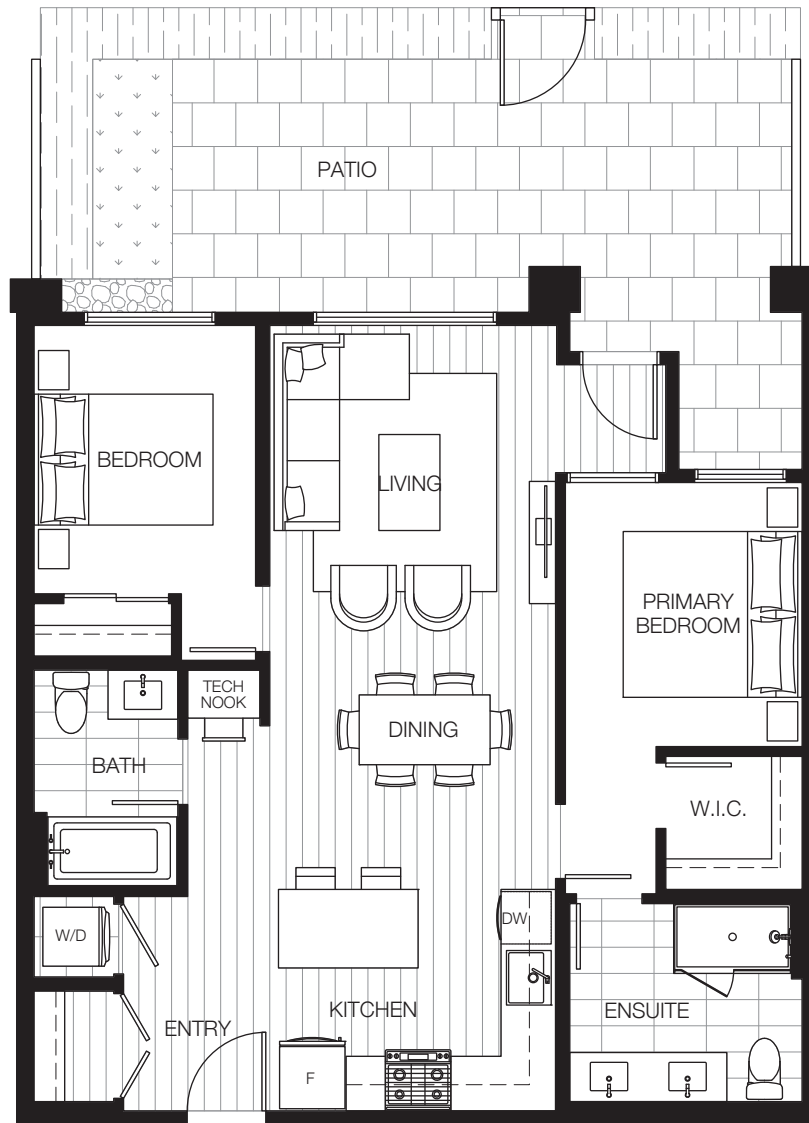 PATIO
BEDROOM
LIVING
PRIMARY
BEDROOM
TECH
NOOK
DINING
BATH
W.I.C.
W/D
DW
ENTRY
KITCHEN
ENSUITE
F